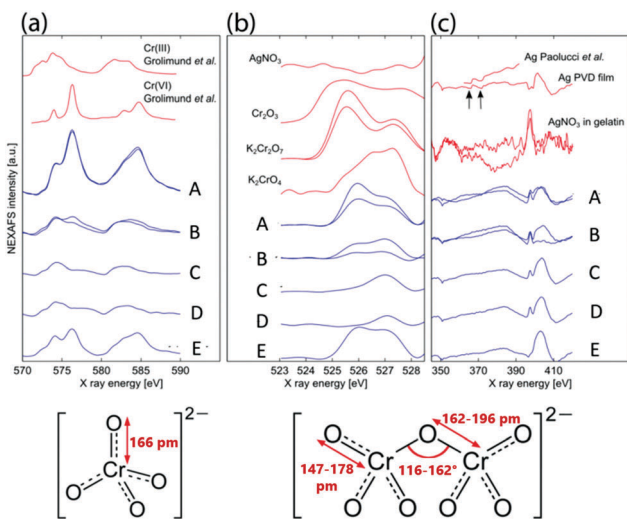 (a)
(b)
(c)
NEXAFS intensity [a.u.]
Cr(III)
Grolimund et al.
Cr(VI)
Grolimund et al.
A
B
C
D
E
570 575 580 585 590
X ray energy [eV]
AgNO3
Cr2O3
K2Cr2O7
K2CrO4
A
B
C
D
E
523 524 525 526 527 528
X ray energy [eV]
Ag Paolucci et al.
Ag PVD film
AgNO3 in gelatin
A
B
C
D
E
350 370 390 410
X ray energy [eV]
O
166 pm
Cr
O
O
O
2−
O
O
O
Cr
Cr
O
O
O
O
162-196 pm
147-178
pm
116-162°
2−